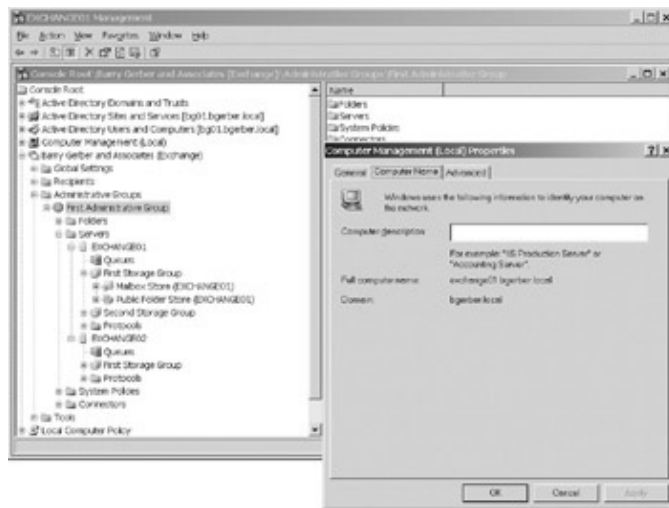 EXCHANGE01 Management
File Action View Favorites Window Help
Console Root\Barry Gerber and Associates (Exchange)\Administrative Groups\First Administrative Group
Console Root
Active Directory Domains and Trusts
Active Directory Sites and Services [bg01.bgerber.local]
Active Directory Users and Computers [bg01.bgerber.local]
Computer Management (Local)
Barry Gerber and Associates (Exchange)
Global Settings
Recipients
Administrative Groups
First Administrative Group
Folders
Servers
EXCHANGE01
Queues
First Storage Group
Mailbox Store (EXCHANGE01)
Public Folder Store (EXCHANGE01)
Second Storage Group
Protocols
EXCHANGE02
Queues
First Storage Group
Protocols
System Policies
Connectors
Tools
Local Computer Policy
Name
Folders
Servers
System Policies
Connectors
Computer Management (Local) Properties
General Computer Name Advanced
Windows uses the following information to identify your computer on
the network.
Computer description:
For example: "IIS Production Server" or
"Accounting Server".
Full computer name: exchange01.bgerber.local
Domain: bgerber.local
OK Cancel Apply